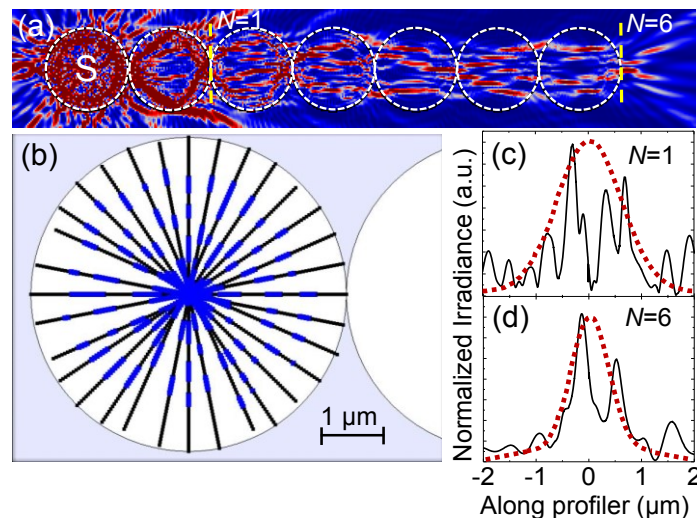 (a)
N=1
N=6
S
(b)
1 µm
(c)
N=1
(d)
N=6
Normalized Irradiance (a.u.)
-2 -1 0 1 2
Along profiler (µm)